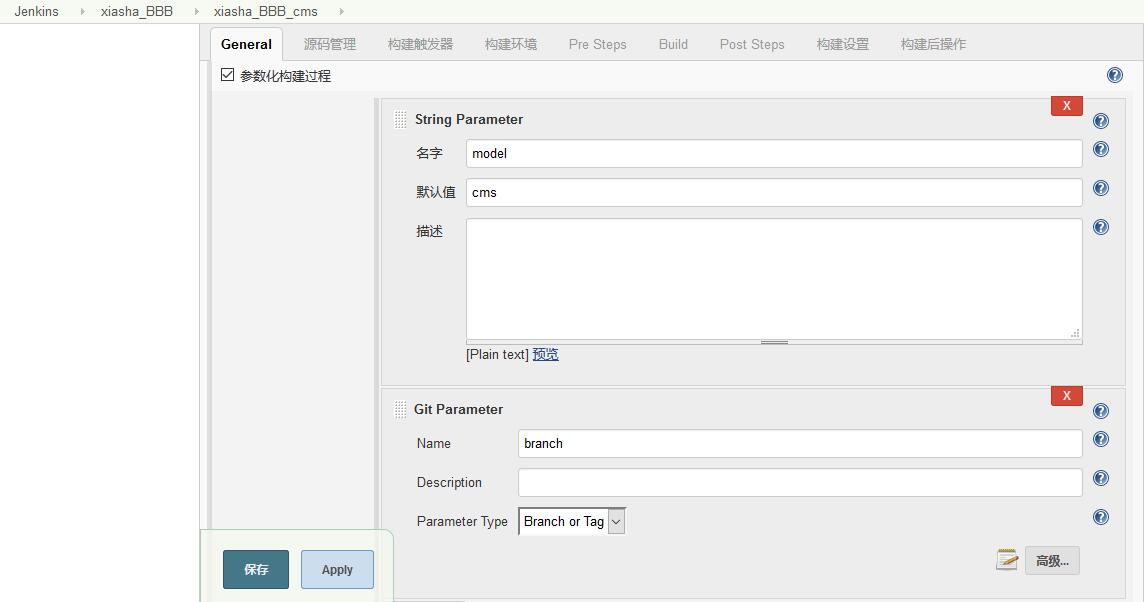 Jenkins xiasha_BBB xiasha_BBB_cms
General 源码管理 构建触发器 构建环境 Pre Steps Build Post Steps 构建设置 构建后操作
参数化构建过程
X
String Parameter
名字 model
默认值 cms
描述
[Plain text] 预览
X
Git Parameter
Name branch
Description
Parameter Type Branch or Tag
高级...
保存 Apply